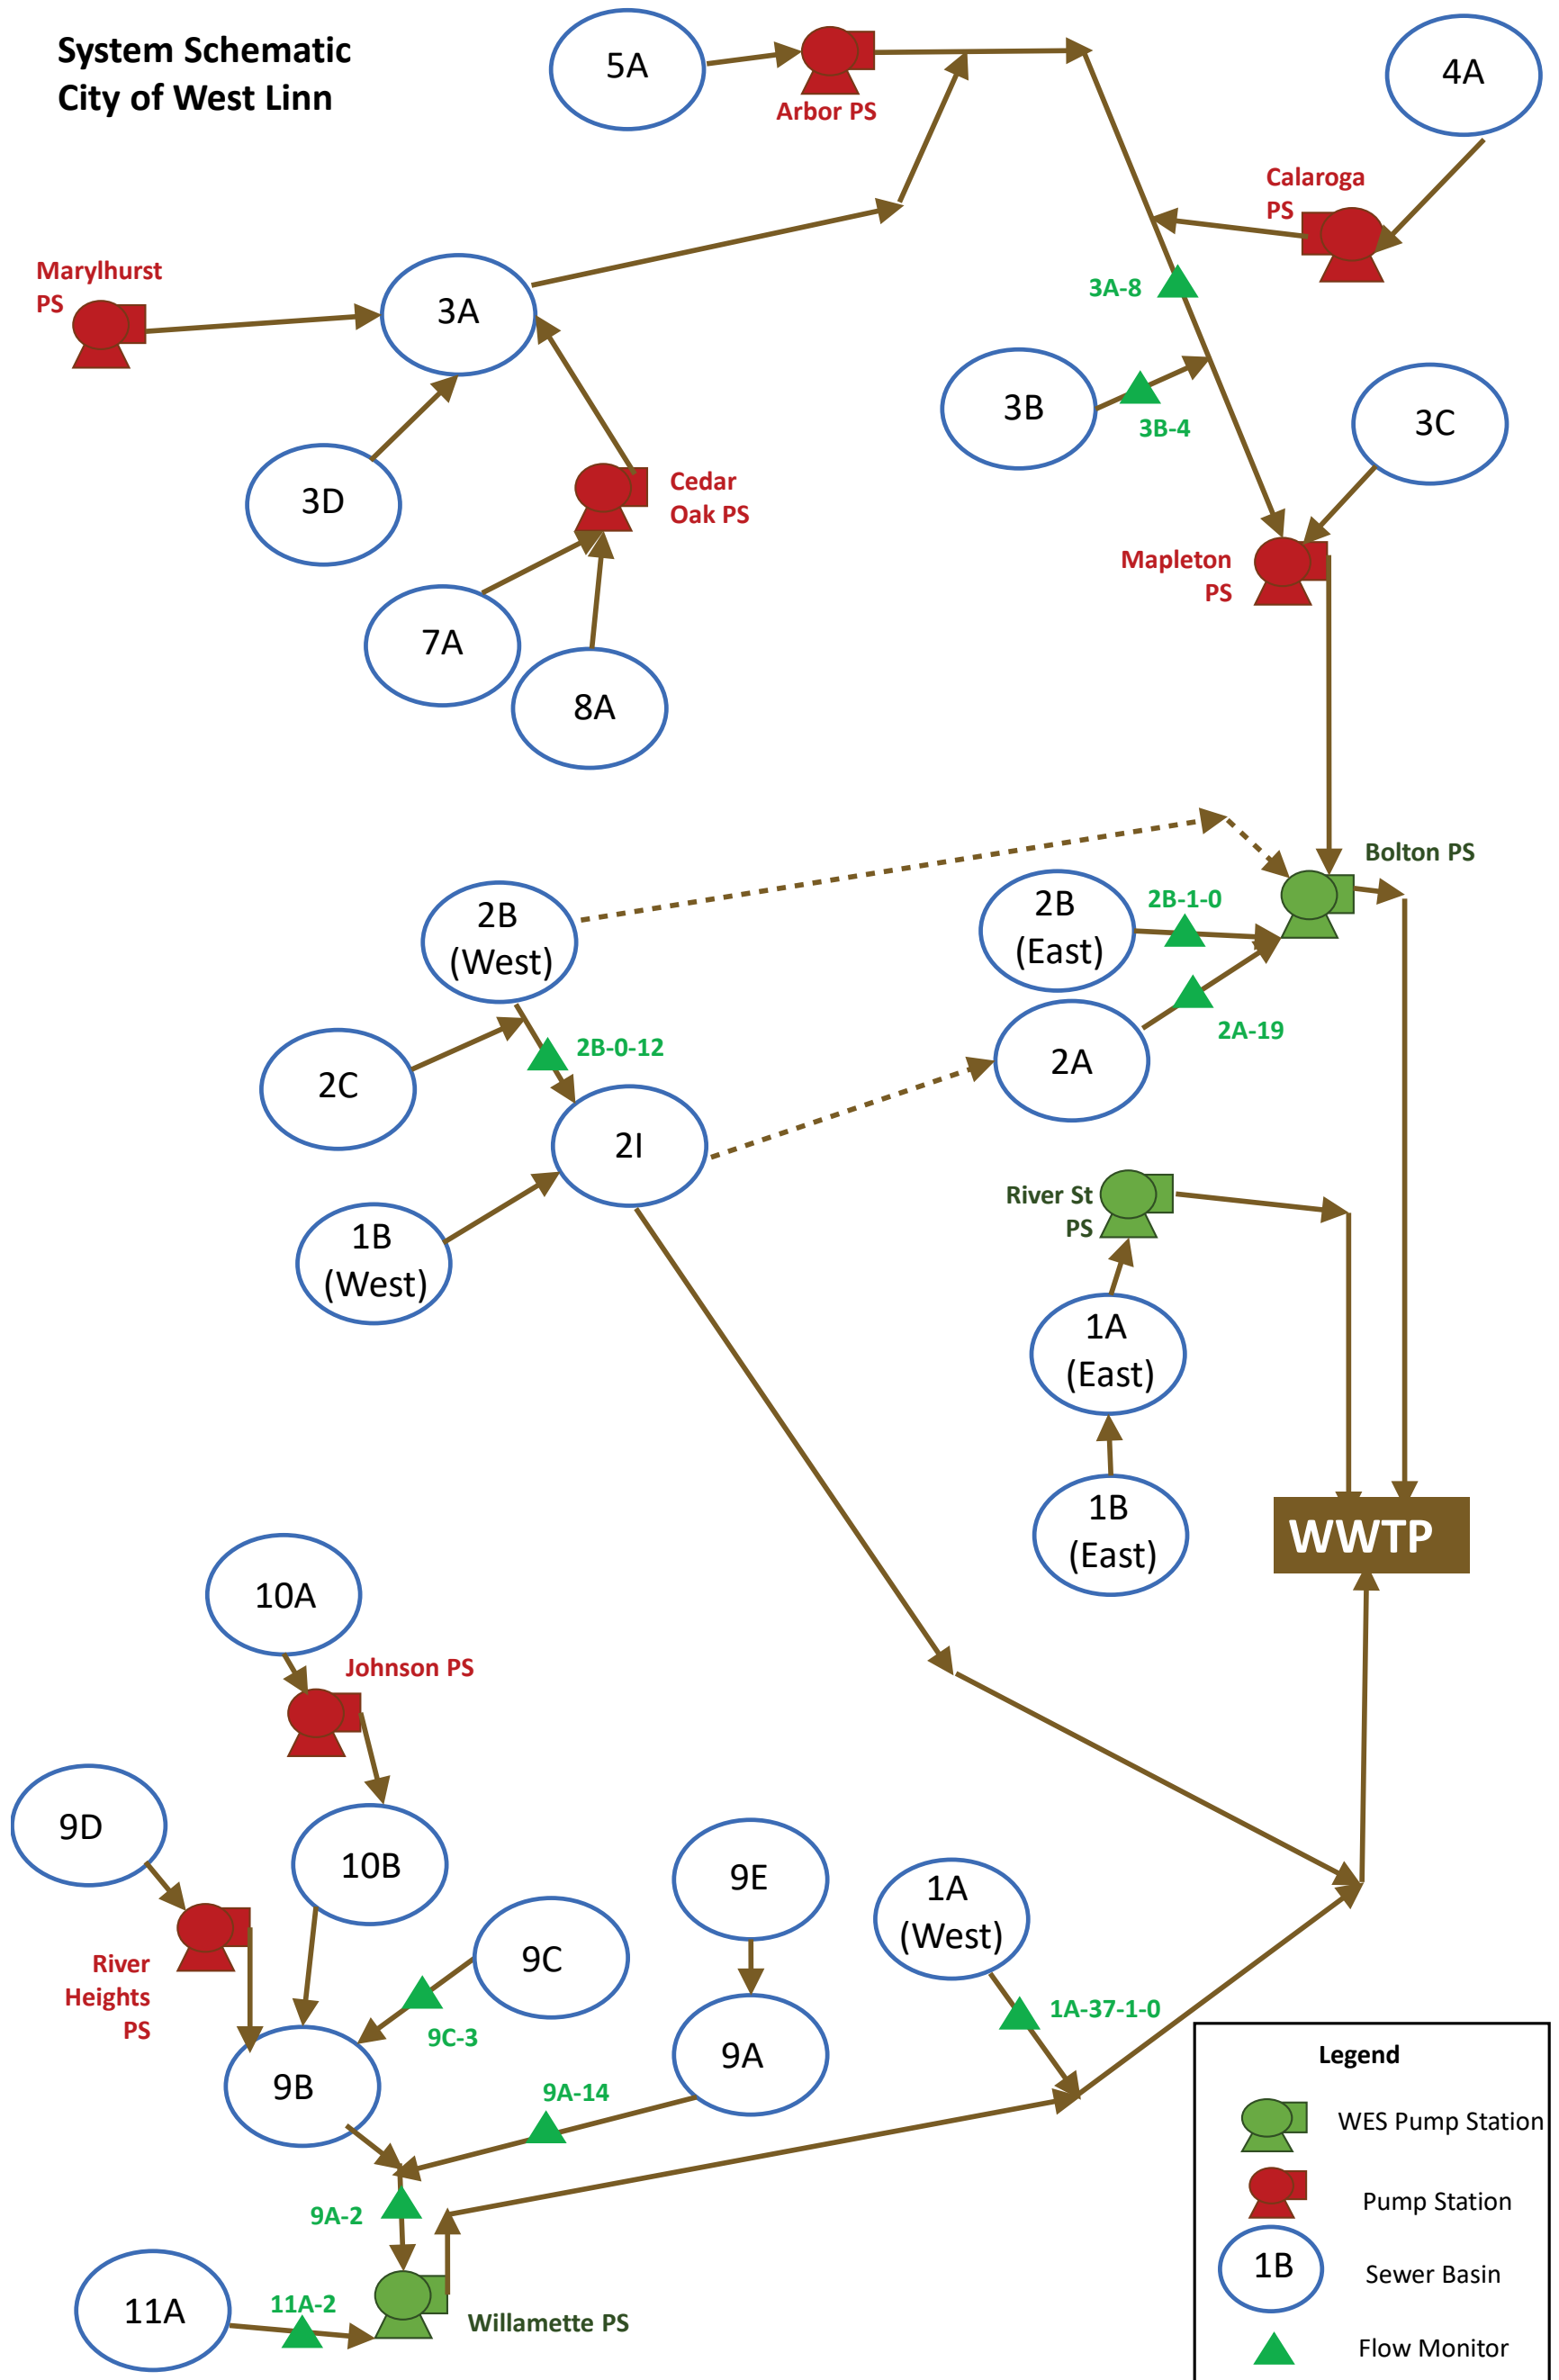 System Schematic
City of West Linn
5A
Arbor PS
4A
Calaroga
PS
Marylhurst
PS
3A
3A-8
3B
3B-4
3C
3D
Cedar
Oak PS
Mapleton
PS
7A
8A
Bolton PS
2B
(West)
2B
(East)
2B-1-0
2A-19
2C
2B-0-12
2A
2I
River St
PS
1B
(West)
1A
(East)
1B
(East)
WWTP
10A
Johnson PS
9D
10B
9E
1A
(West)
River
Heights
PS
9C
9C-3
1A-37-1-0
9B
9A
9A-14
9A-2
11A
11A-2
Willamette PS
Legend
WES Pump Station
Pump Station
1B
Sewer Basin
Flow Monitor